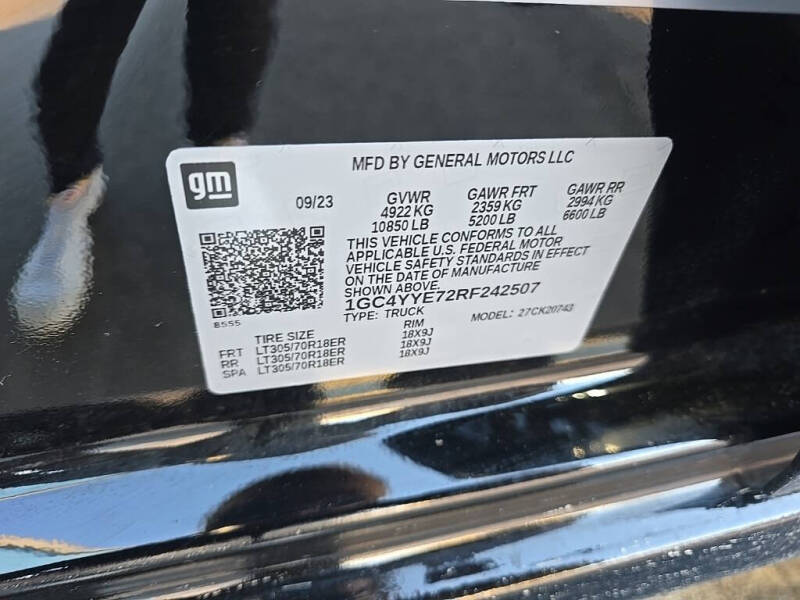 gm
MFD BY GENERAL MOTORS LLC
09/23
GVWR
4922 KG
10850 LB
GAWR FRT
2359 KG
5200 LB
GAWR RR
2994 KG
6600 LB
THIS VEHICLE CONFORMS TO ALL
APPLICABLE U.S. FEDERAL MOTOR
VEHICLE SAFETY STANDARDS IN EFFECT
ON THE DATE OF MANUFACTURE
SHOWN ABOVE.
1GC4YYE72RF242507
TYPE: TRUCK
MODEL: 27CK20743
8555
TIRE SIZE RIM
FRT LT305/70R18ER 18X9J
RR LT305/70R18ER 18X9J
SPA LT305/70R18ER 18X9J